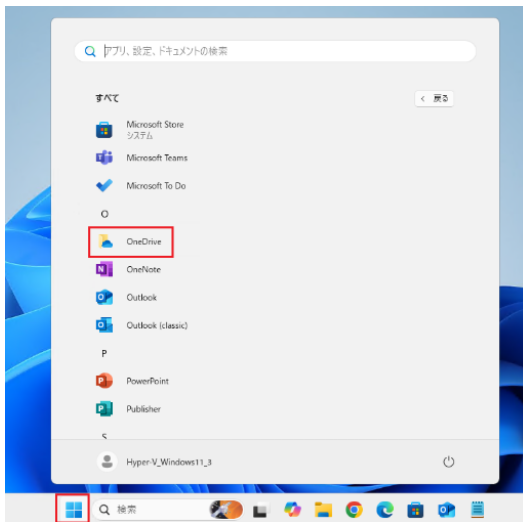 アプリ、設定、ドキュメントの検索
すべて
戻る
Microsoft Store
システム
Microsoft Teams
Microsoft To Do
O
OneDrive
OneNote
Outlook
Outlook (classic)
P
PowerPoint
Publisher
S
Hyper-V_Windows11_3
検索